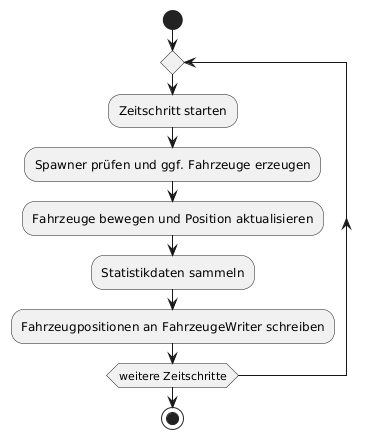 Zeitschritt starten
Spawner prüfen und ggf. Fahrzeuge erzeugen
Fahrzeuge bewegen und Position aktualisieren
Statistikdaten sammeln
Fahrzeugpositionen an FahrzeugeWriter schreiben
weitere Zeitschritte